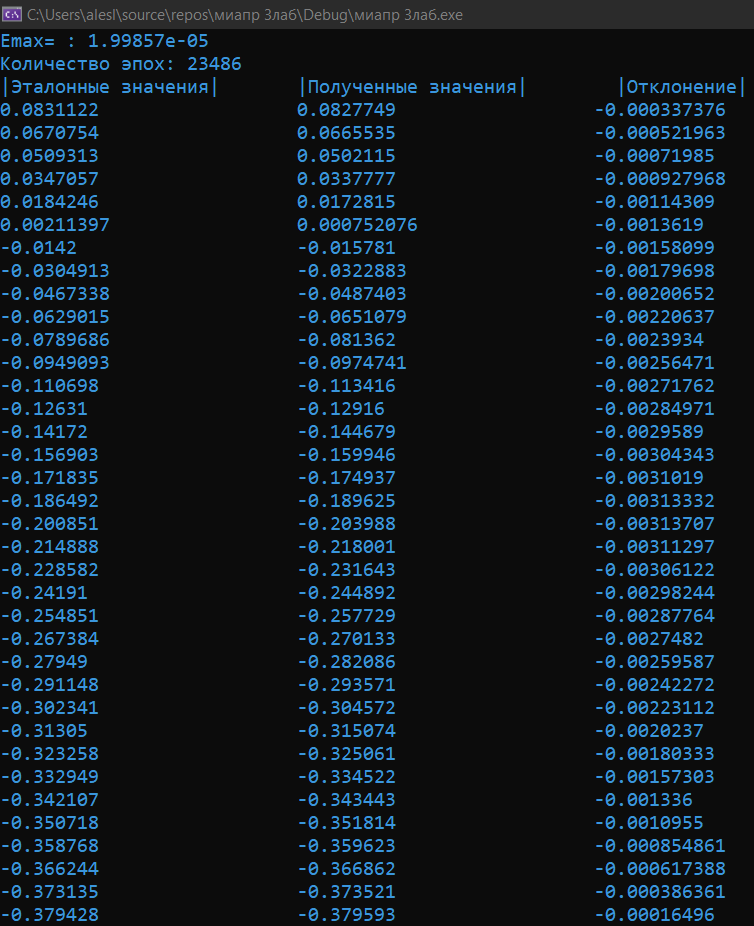 C:\Users\alesl\source\repos\миапр 3лаб\Debug\миапр 3лаб.exe
Emax= : 1.99857e-05
Количество эпох: 23486
|Эталонные значения| |Полученные значения| |Отклонение|
0.0831122 0.0827749 -0.000337376
0.0670754 0.0665535 -0.000521963
0.0509313 0.0502115 -0.00071985
0.0347057 0.0337777 -0.000927968
0.0184246 0.0172815 -0.00114309
0.00211397 0.000752076 -0.0013619
-0.0142 -0.015781 -0.00158099
-0.0304913 -0.0322883 -0.00179698
-0.0467338 -0.0487403 -0.00200652
-0.0629015 -0.0651079 -0.00220637
-0.0789686 -0.081362 -0.0023934
-0.0949093 -0.0974741 -0.00256471
-0.110698 -0.113416 -0.00271762
-0.12631 -0.12916 -0.00284971
-0.14172 -0.144679 -0.0029589
-0.156903 -0.159946 -0.00304343
-0.171835 -0.174937 -0.0031019
-0.186492 -0.189625 -0.00313332
-0.200851 -0.203988 -0.00313707
-0.214888 -0.218001 -0.00311297
-0.228582 -0.231643 -0.00306122
-0.24191 -0.244892 -0.00298244
-0.254851 -0.257729 -0.00287764
-0.267384 -0.270133 -0.0027482
-0.27949 -0.282086 -0.00259587
-0.291148 -0.293571 -0.00242272
-0.302341 -0.304572 -0.00223112
-0.31305 -0.315074 -0.0020237
-0.323258 -0.325061 -0.00180333
-0.332949 -0.334522 -0.00157303
-0.342107 -0.343443 -0.001336
-0.350718 -0.351814 -0.0010955
-0.358768 -0.359623 -0.000854861
-0.366244 -0.366862 -0.000617388
-0.373135 -0.373521 -0.000386361
-0.379428 -0.379593 -0.00016496